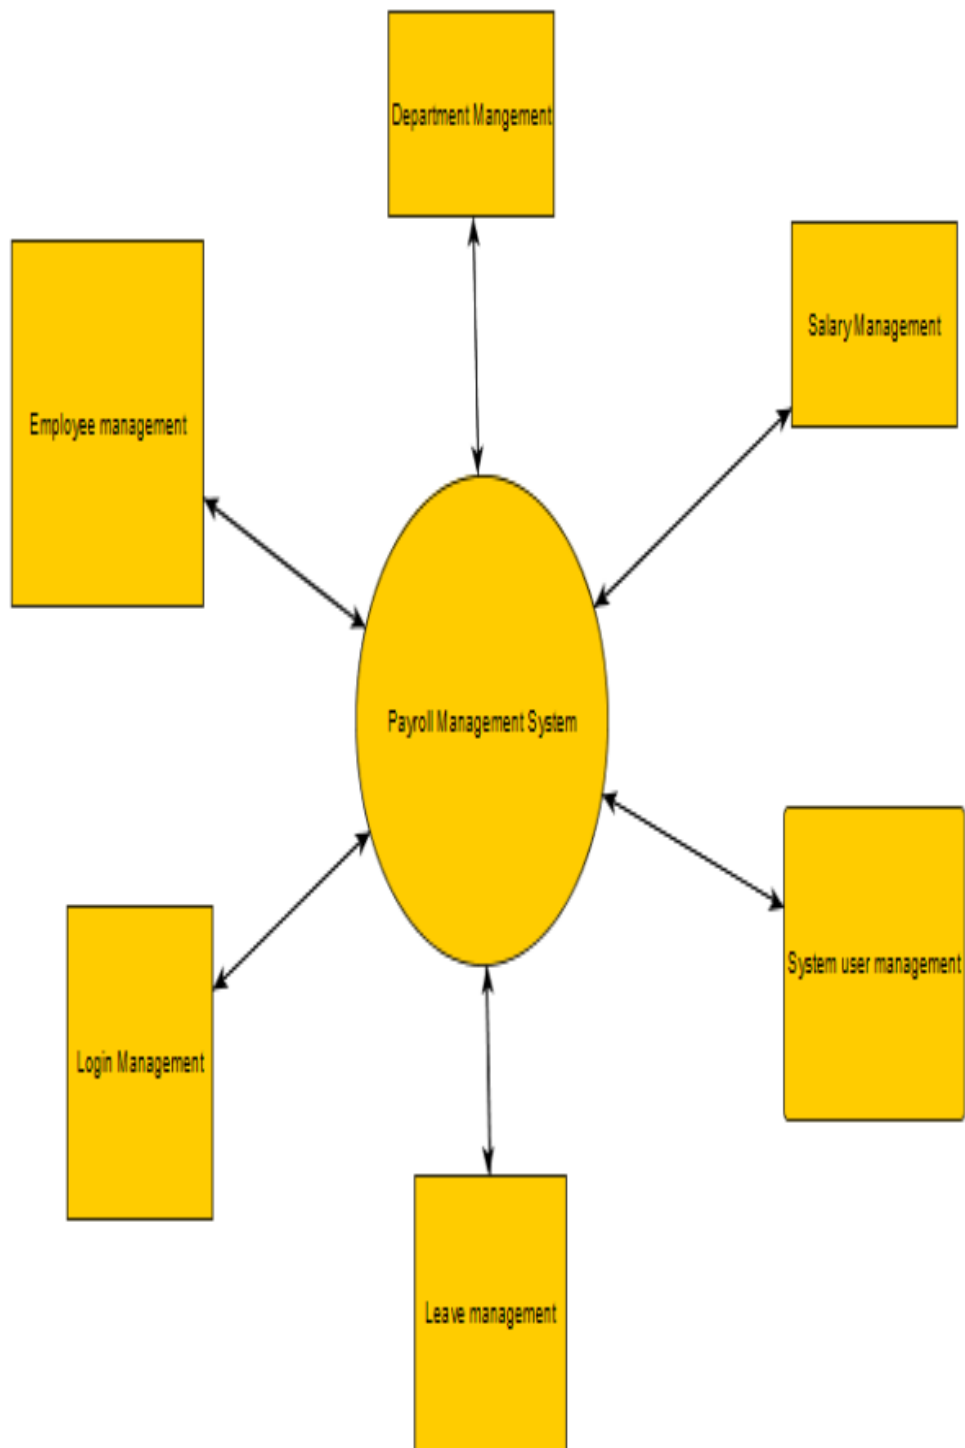 Department Mangement
Salary Management
Employee management
Payroll Management System
System user management
Login Management
Leave management